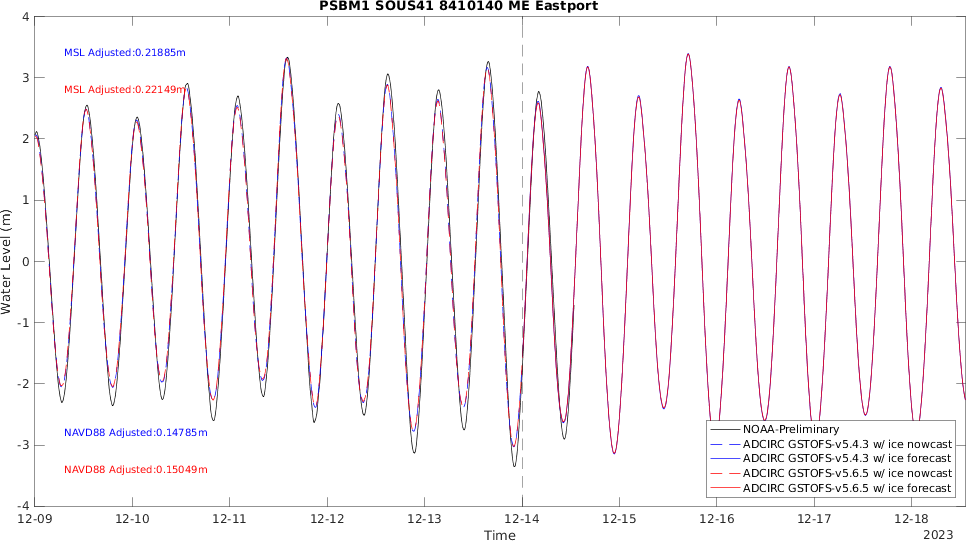 PSBM1 SOUS41 8410140 ME Eastport
4
3
2
1
0
-1
-2
-3
-4
Water Level (m)
MSL Adjusted:0.21885m
MSL Adjusted:0.22149m
NAVD88 Adjusted:0.14785m
NAVD88 Adjusted:0.15049m
NOAA-Preliminary
ADCIRC GSTOFS-v5.4.3 w/ ice nowcast
ADCIRC GSTOFS-v5.4.3 w/ ice forecast
ADCIRC GSTOFS-v5.6.5 w/ ice nowcast
ADCIRC GSTOFS-v5.6.5 w/ ice forecast
12-09 12-10 12-11 12-12 12-13 12-14 12-15 12-16 12-17 12-18
Time
2023